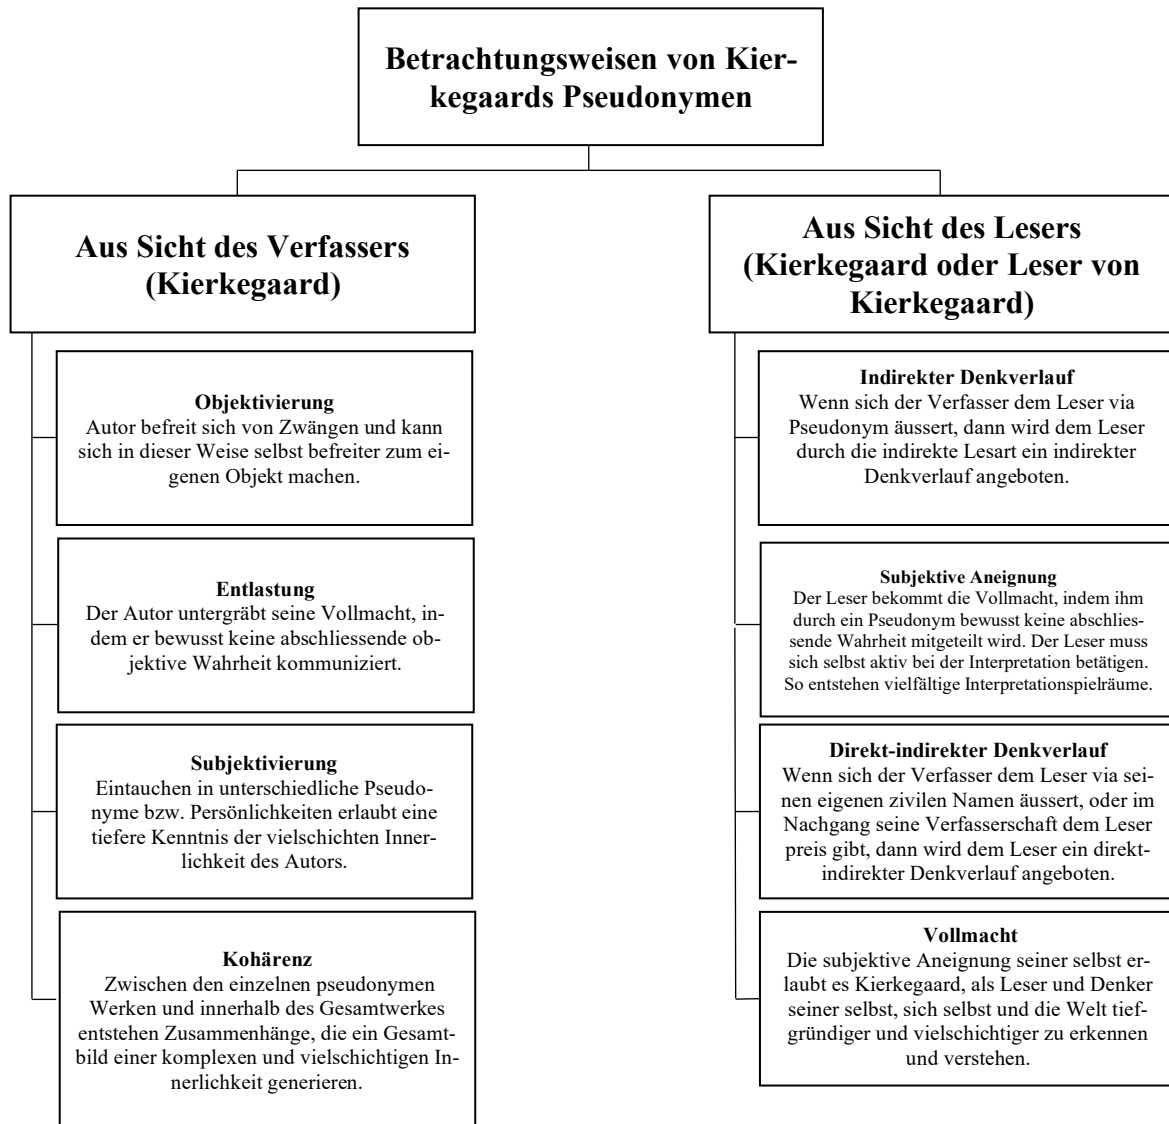 Betrachtungsweisen von Kier-
kegaards Pseudonymen
Aus Sicht des Verfassers
(Kierkegaard)
Objektivierung
Autor befreit sich von Zwängen und kann
sich in dieser Weise selbst befreiter zum ei-
genen Objekt machen.
Entlastung
Der Autor untergräbt seine Vollmacht, in-
dem er bewusst keine abschliessende ob-
jektive Wahrheit kommuniziert.
Subjektivierung
Eintauchen in unterschiedliche Pseudo-
nyme bzw. Persönlichkeiten erlaubt eine
tiefere Kenntnis der vielschichten Inner-
lichkeit des Autors.
Kohärenz
Zwischen den einzelnen pseudonymen
Werken und innerhalb des Gesamtwerkes
entstehen Zusammenhänge, die ein Gesamt-
bild einer komplexen und vielschichtigen In-
nerlichkeit generieren.
Aus Sicht des Lesers
(Kierkegaard oder Leser von
Kierkegaard)
Indirekter Denkverlauf
Wenn sich der Verfasser dem Leser via
Pseudonym äussert, dann wird dem Leser
durch die indirekte Lesart ein indirekter
Denkverlauf angeboten.
Subjektive Aneignung
Der Leser bekommt die Vollmacht, indem ihm
durch ein Pseudonym bewusst keine abschlies-
sende Wahrheit mitgeteilt wird. Der Leser muss
sich selbst aktiv bei der Interpretation betätigen.
So entstehen vielfältige Interpretationspielräume.
Direkt-indirekter Denkverlauf
Wenn sich der Verfasser dem Leser via sei-
nen eigenen zivilen Namen äussert, oder im
Nachgang seine Verfasserschaft dem Leser
preis gibt, dann wird dem Leser ein direkt-
indirekter Denkverlauf angeboten.
Vollmacht
Die subjektive Aneignung seiner selbst er-
laubt es Kierkegaard, als Leser und Denker
seiner selbst, sich selbst und die Welt tief-
gründiger und vielschichtiger zu erkennen
und verstehen.